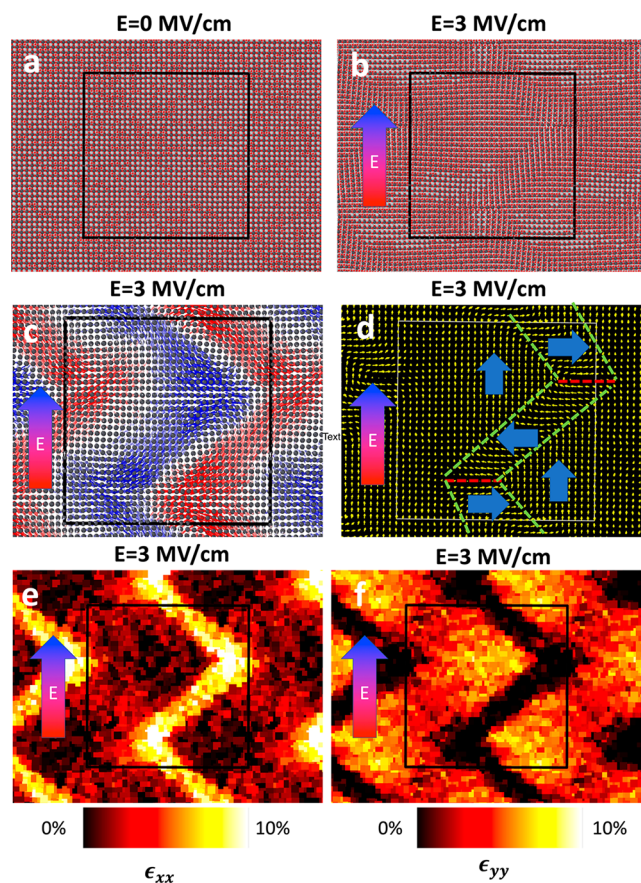 E=0 MV/cm
E=3 MV/cm
a
b
E
E=3 MV/cm
E=3 MV/cm
c
d
E
Text
E
E=3 MV/cm
E=3 MV/cm
e
f
E
E
0%
10%
0%
10%
ϵxx
ϵyy